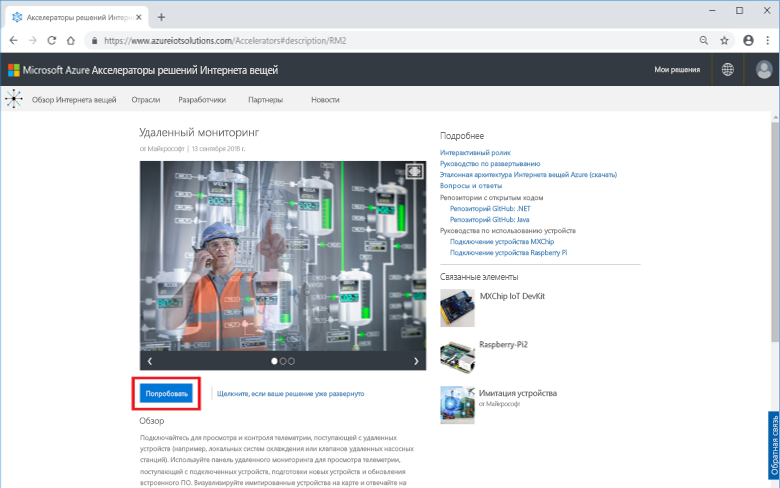 Акселераторы решений Интерне
https://www.azureiotsolutions.com/Accelerators#description/RM2
Microsoft Azure Акселераторы решений Интернета вещей
Мои решения
Обзор Интернета вещей
Отрасли
Разработчики
Партнеры
Новости
Удаленный мониторинг
от Майкрософт | 13 сентября 2018 г.
Попробовать
Щелкните, если ваше решение уже развернуто
Обзор
Подключайтесь для просмотра и контроля телеметрии, поступающей с удаленных
устройств (например, локальных систем охлаждения или клапанов удаленных насосных
станций). Используйте панель удаленного мониторинга для просмотра телеметрии,
поступающей с подключенных устройств, подготовки новых устройств и обновления
встроенного ПО. Визуализируйте имитированные устройства на карте и отвечайте на
Подробнее
Интерактивный ролик
Руководство по развертыванию
Эталонная архитектура Интернета вещей Azure (скачать)
Вопросы и ответы
Репозитории с открытым кодом
Репозиторий GitHub: .NET
Репозиторий GitHub: Java
Руководства по использованию устройств
Подключение устройства MXChip
Подключение устройства Raspberry Pi
Связанные элементы
MXChip IoT DevKit
Raspberry-Pi2
Имитация устройства
от Майкрософт
Обратная связь